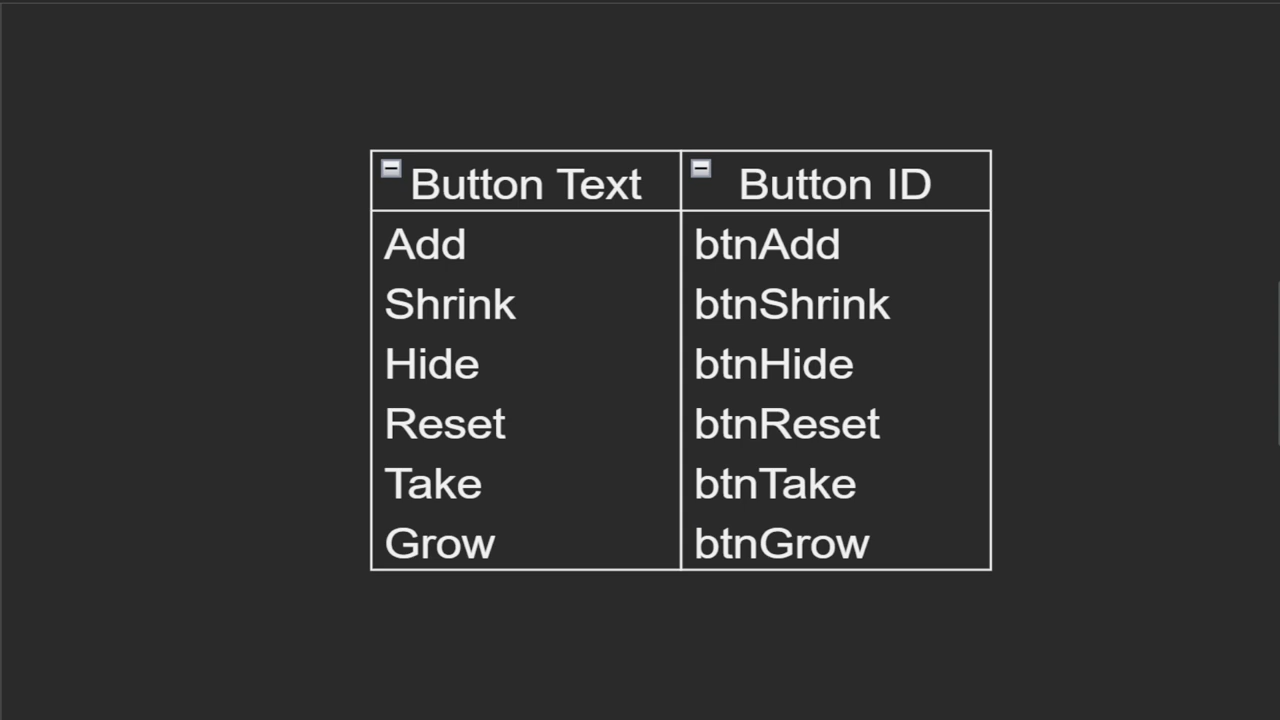 Button Text Button ID
Add btnAdd
Shrink btnShrink
Hide btnHide
Reset btnReset
Take btnTake
Grow btnGrow